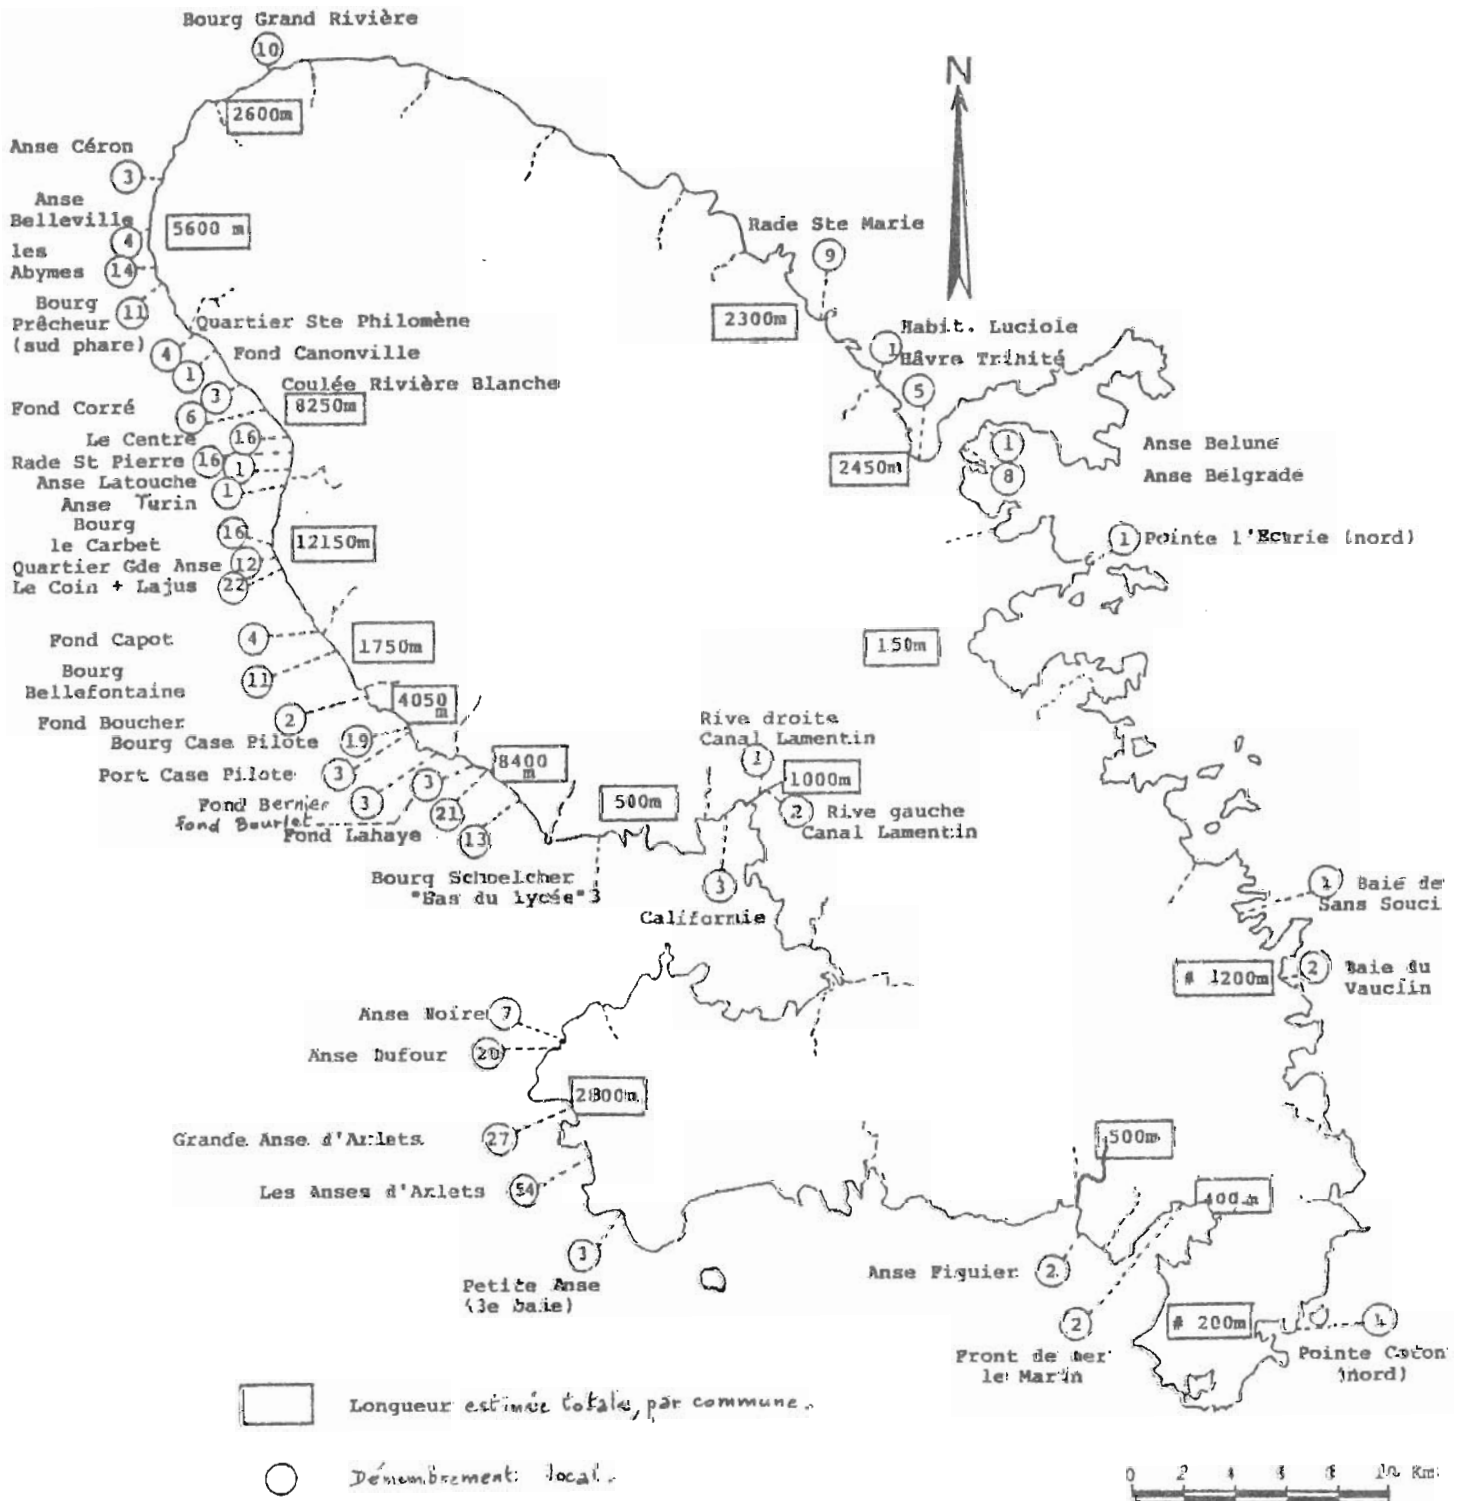 Bourg Grand Rivière
10
N
2600m
Anse Céron
3
Anse
Belleville
4
5600 m
les
Abymes
14
Rade Ste Marie
9
Bourg
Prêcheur
(sud phare)
11
2300m
Quartier Ste Philomène
4
Habit. Luciole
1
Fond Canonville
1
Hâvre Trinité
5
Coulée Rivière Blanche
3
8250m
Fond Corré
6
Le Centre
16
Anse Belune
1
Rade St Pierre
16
2450m
Anse Belgrade
8
Anse Latouche
1
Anse Turin
1
Bourg
le Carbet
16
12150m
Pointe l'Ecurie (nord)
1
Quartier Gde Anse
12
Le Coin + Lajus
22
Fond Capot
4
1750m
150m
Bourg
Bellefontaine
11
4050
m
Fond Boucher
2
Rive droite
Canal Lamentin
1
Bourg Case Pilote
19
Port Case Pilote
3
8400
m
1000m
Fond Bernier
3
500m
2
Rive gauche
Canal Lamentin
Fond Bourlet
3
Fond Lahaye
21
13
Bourg Schoelcher
"Bas du lycée" 3
3
Californie
Baie de
Sans Souci
# 1200m
2
Baie du
Vauclin
Anse Noire
7
Anse Dufour
20
2800m
Grande Anse d'Arlets
27
500m
Les Anses d'Arlets
54
400m
3
Petite Anse
(3e baie)
Anse Figuier
2
2
Front de mer
le Marin
# 200m
1
Pointe Coton
(nord)
Longueur estimée totale, par commune.
Démembrement local.
0 2 4 6 8 10 Km